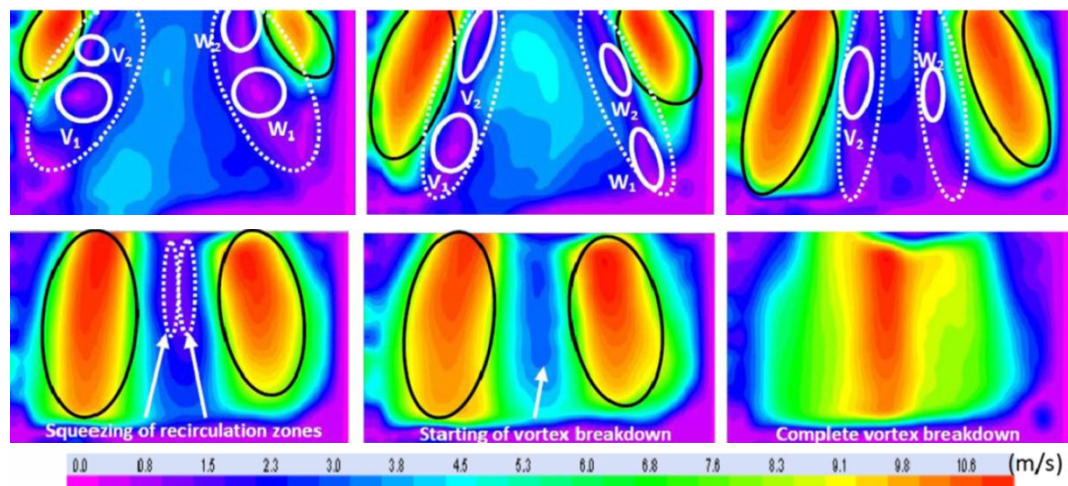 V2
V1
W2
W1
V2
V1
W2
W1
V2
W2
Squeezing of recirculation zones
Starting of vortex breakdown
Complete vortex breakdown
0.0 0.8 1.5 2.3 3.0 3.8 4.5 5.3 6.0 6.8 7.6 8.3 9.1 9.8 10.6 (m/s)